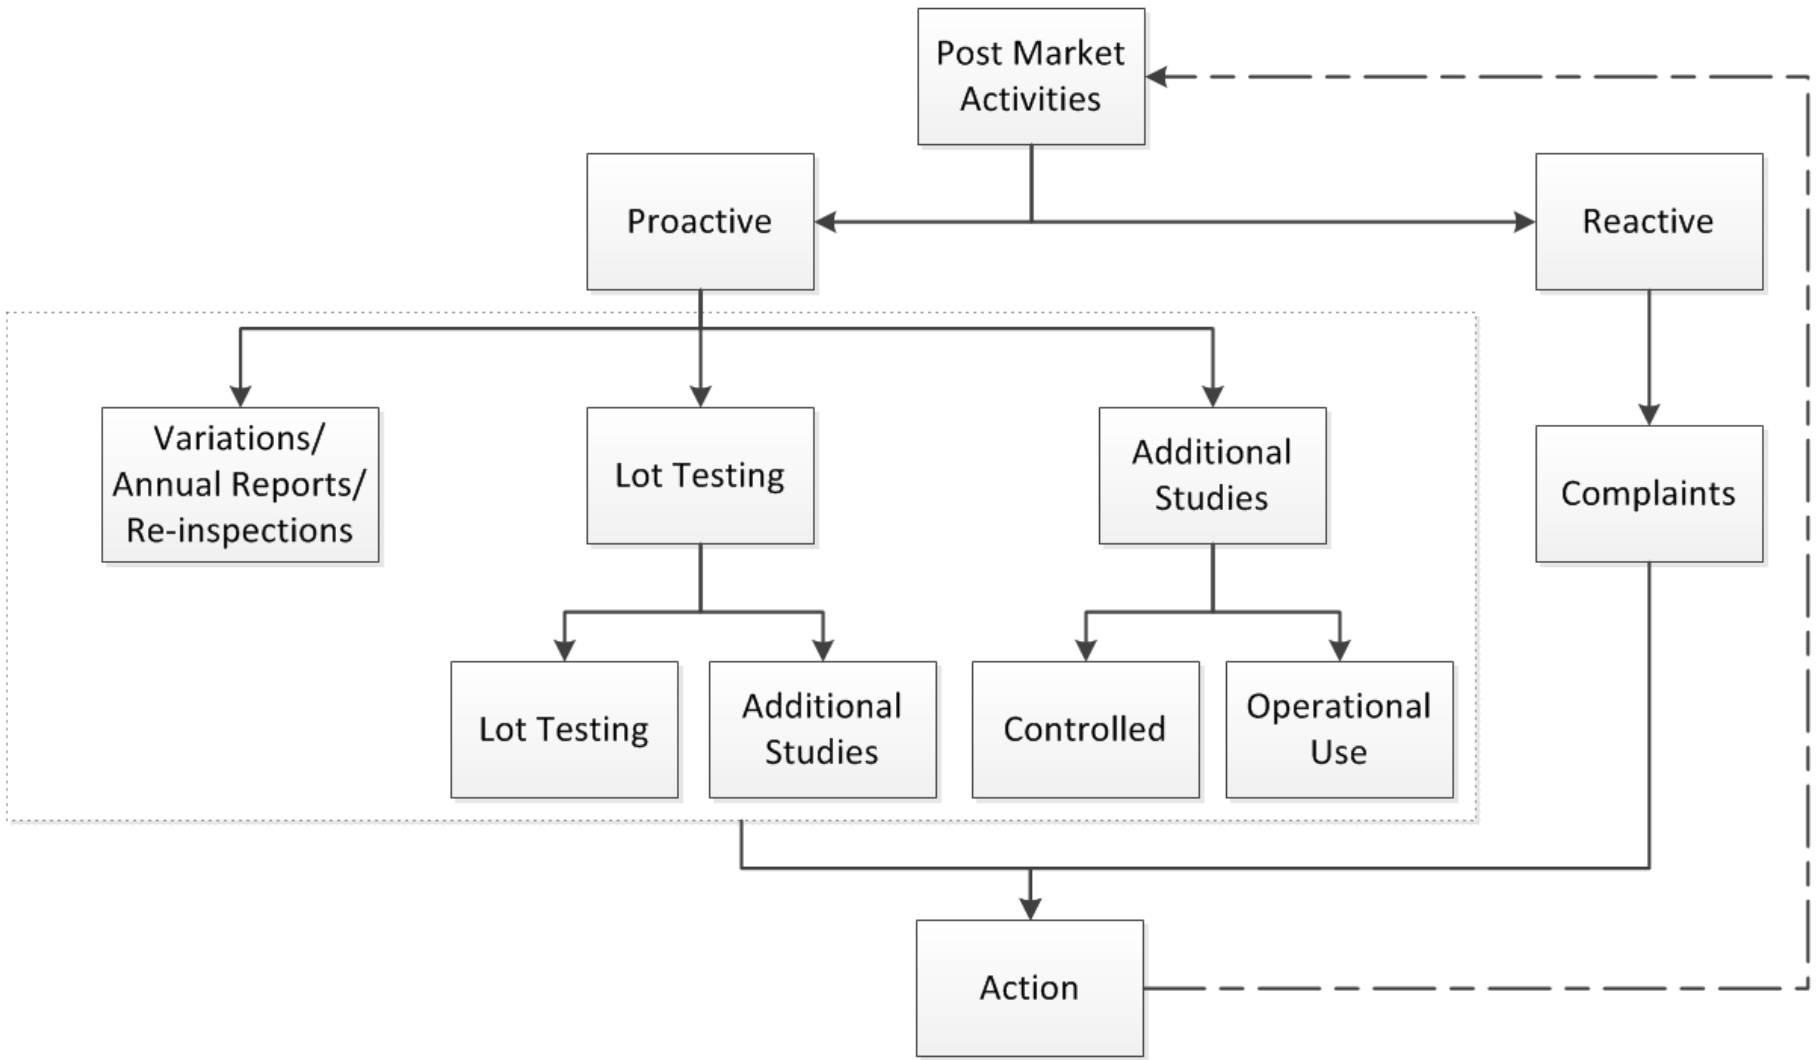 Post Market
Activities
Proactive
Reactive
Variations/
Annual Reports/
Re-inspections
Lot Testing
Additional
Studies
Complaints
Lot Testing
Additional
Studies
Controlled
Operational
Use
Action